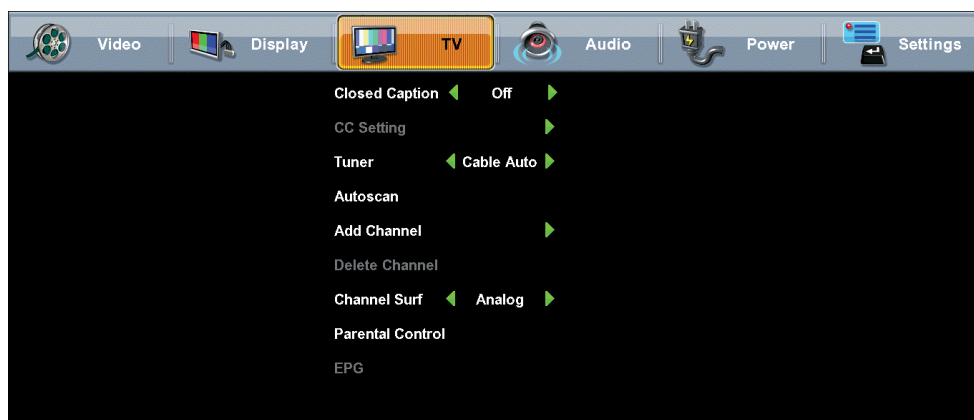 Video Display TV Audio Power Settings
Closed Caption Off
CC Setting
Tuner Cable Auto
Autoscan
Add Channel
Delete Channel
Channel Surf Analog
Parental Control
EPG